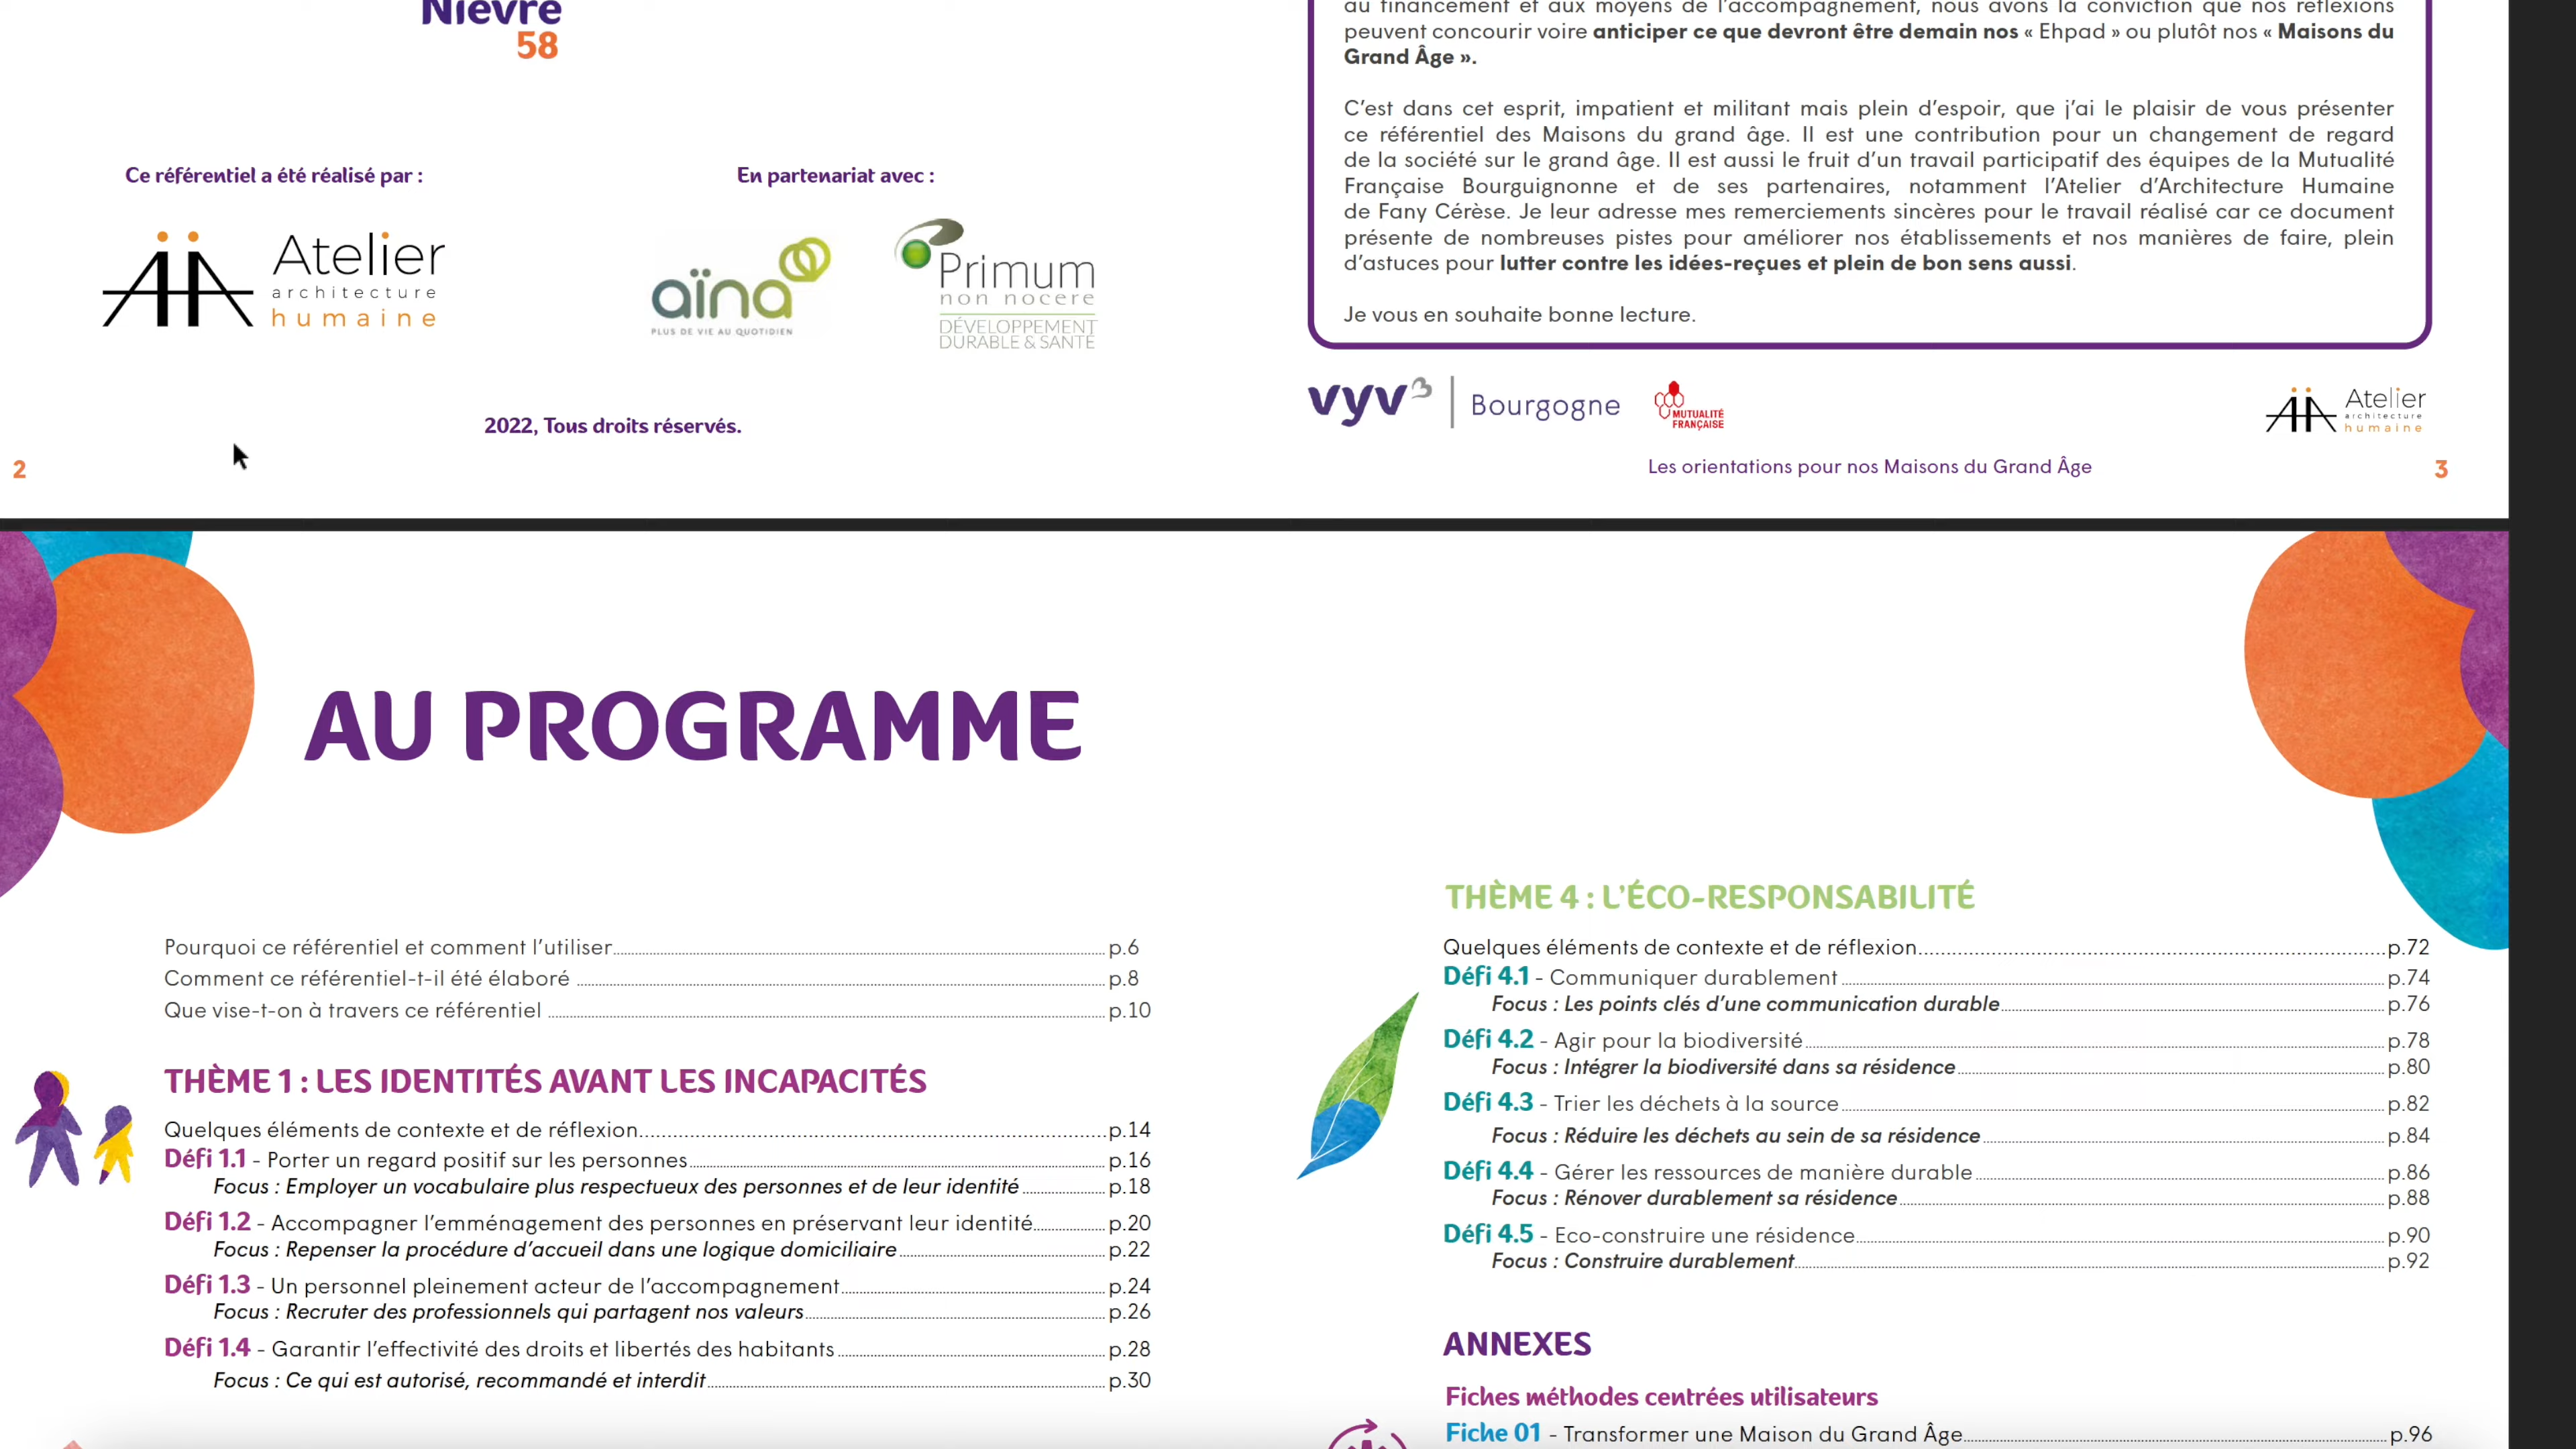 Nièvre
58
Ce référentiel a été réalisé par :
En partenariat avec :
Atelier
architecture
humaine
aïna
PLUS DE VIE AU QUOTIDIEN
Primum
non nocere
DÉVELOPPEMENT
DURABLE & SANTÉ
2022, Tous droits réservés.
2
au financement et aux moyens de l'accompagnement, nous avons la conviction que nos réflexions
peuvent concourir voire anticiper ce que devront être demain nos « Ehpad » ou plutôt nos « Maisons du
Grand Âge ».
C'est dans cet esprit, impatient et militant mais plein d'espoir, que j'ai le plaisir de vous présenter
ce référentiel des Maisons du grand âge. Il est une contribution pour un changement de regard
de la société sur le grand âge. Il est aussi le fruit d'un travail participatif des équipes de la Mutualité
Française Bourguignonne et de ses partenaires, notamment l'Atelier d'Architecture Humaine
de Fany Cérèse. Je leur adresse mes remerciements sincères pour le travail réalisé car ce document
présente de nombreuses pistes pour améliorer nos établissements et nos manières de faire, plein
d'astuces pour lutter contre les idées-reçues et plein de bon sens aussi.
Je vous en souhaite bonne lecture.
vyv3 | Bourgogne
MUTUALITÉ
FRANÇAISE
Atelier
architecture
humaine
Les orientations pour nos Maisons du Grand Âge
3
AU PROGRAMME
Pourquoi ce référentiel et comment l'utiliser p.6
Comment ce référentiel-t-il été élaboré p.8
Que vise-t-on à travers ce référentiel p.10
THÈME 1 : LES IDENTITÉS AVANT LES INCAPACITÉS
Quelques éléments de contexte et de réflexion p.14
Défi 1.1 - Porter un regard positif sur les personnes p.16
Focus : Employer un vocabulaire plus respectueux des personnes et de leur identité p.18
Défi 1.2 - Accompagner l'emménagement des personnes en préservant leur identité p.20
Focus : Repenser la procédure d'accueil dans une logique domiciliaire p.22
Défi 1.3 - Un personnel pleinement acteur de l'accompagnement p.24
Focus : Recruter des professionnels qui partagent nos valeurs p.26
Défi 1.4 - Garantir l'effectivité des droits et libertés des habitants p.28
Focus : Ce qui est autorisé, recommandé et interdit p.30
THÈME 4 : L'ÉCO-RESPONSABILITÉ
Quelques éléments de contexte et de réflexion p.72
Défi 4.1 - Communiquer durablement p.74
Focus : Les points clés d'une communication durable p.76
Défi 4.2 - Agir pour la biodiversité p.78
Focus : Intégrer la biodiversité dans sa résidence p.80
Défi 4.3 - Trier les déchets à la source p.82
Focus : Réduire les déchets au sein de sa résidence p.84
Défi 4.4 - Gérer les ressources de manière durable p.86
Focus : Rénover durablement sa résidence p.88
Défi 4.5 - Eco-construire une résidence p.90
Focus : Construire durablement p.92
ANNEXES
Fiches méthodes centrées utilisateurs
Fiche 01 - Transformer une Maison du Grand Âge p.96